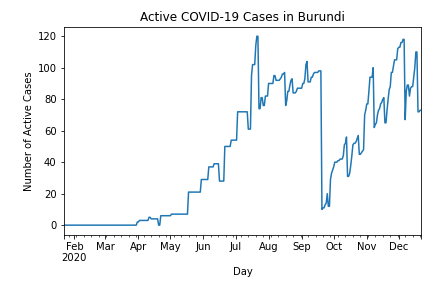 Active COVID-19 Cases in Burundi
Number of Active Cases
120
100
80
60
40
20
0
Feb Mar Apr May Jun Jul Aug Sep Oct Nov Dec
2020
Day